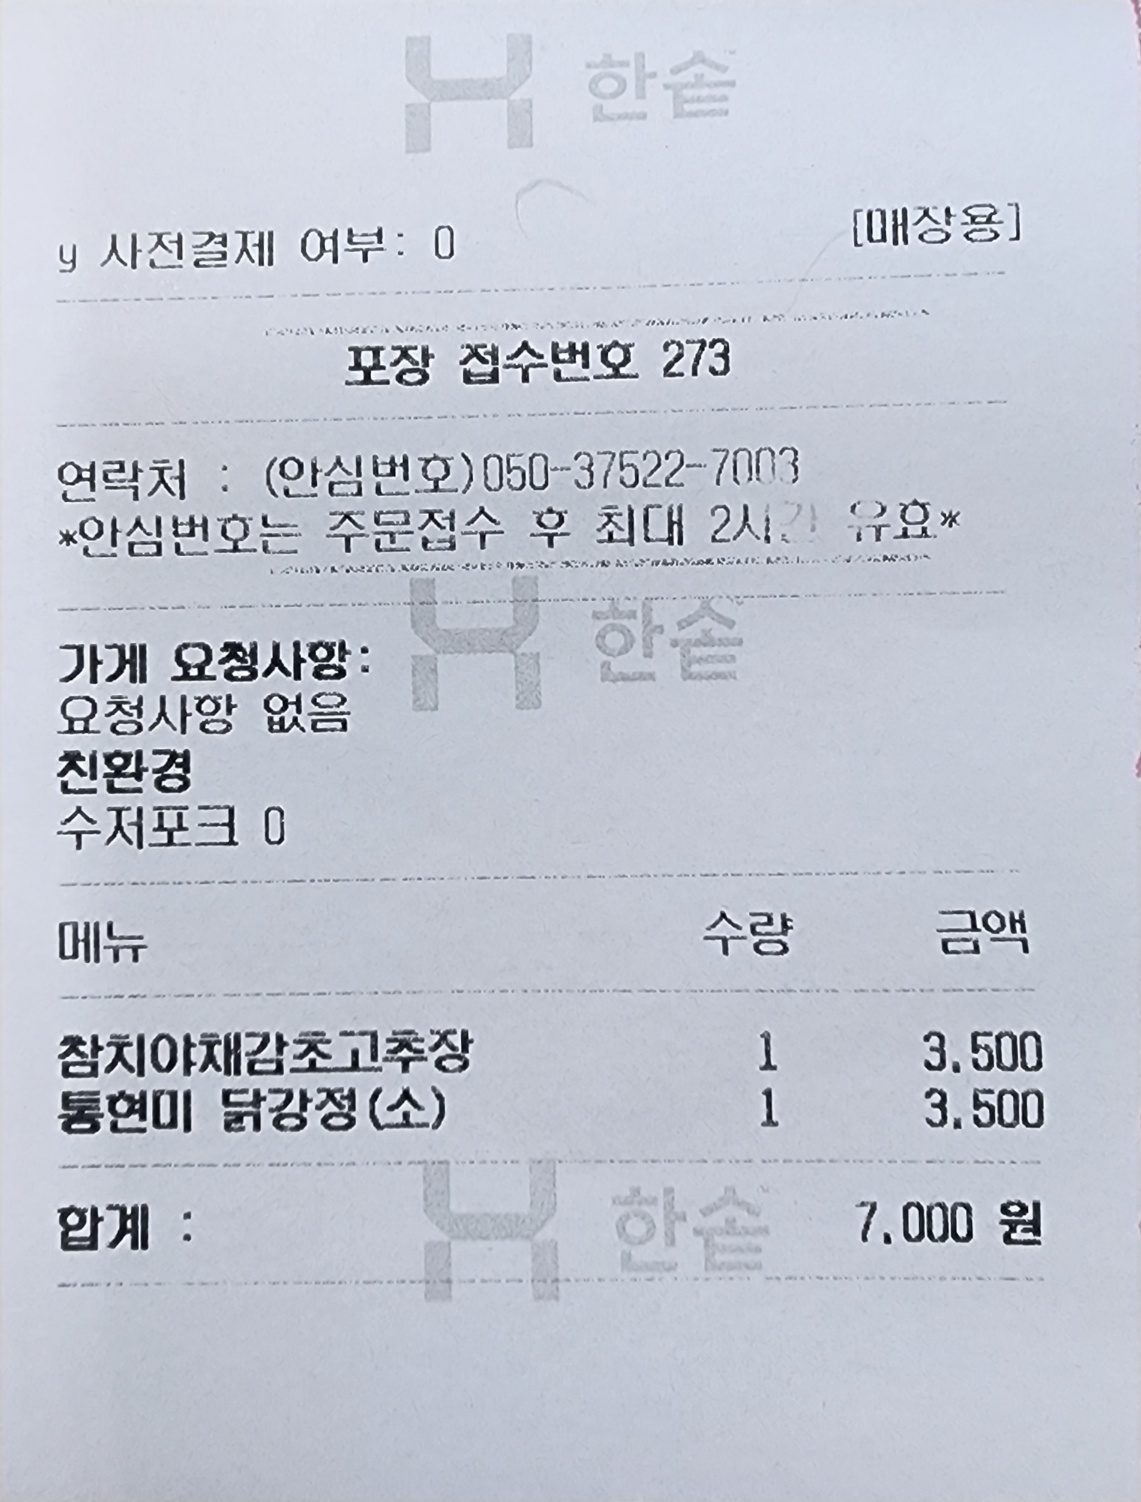 한솥
y 사전결제 여부: O [매장용]
포장 접수번호 273
연락처 : (안심번호)050-37522-7003
*안심번호는 주문접수 후 최대 2시간 유효*
한솥
가게 요청사항:
요청사항 없음
친환경
수저포크 O
메뉴 수량 금액
참치야채감초고추장 1 3,500
통현미 닭강정(소) 1 3,500
한솥
합계 : 7,000 원